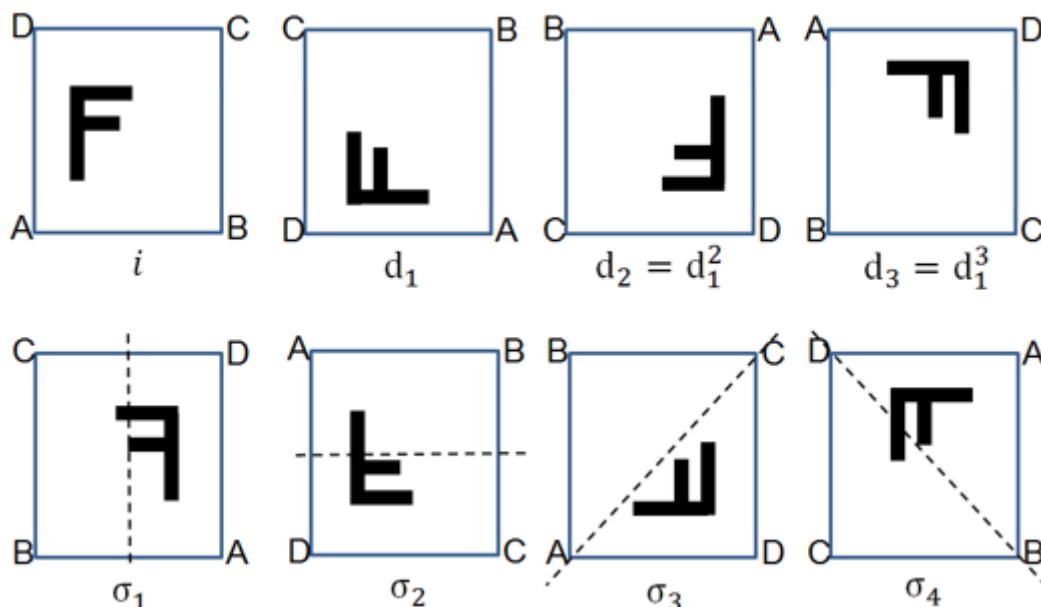 D C B A D
C B A
F
A B D A C D B C
i d₁ d₂ = d₁² d₃ = d₁³
C D A B B C D A
B A D C A D C B
σ₁ σ₂ σ₃ σ₄